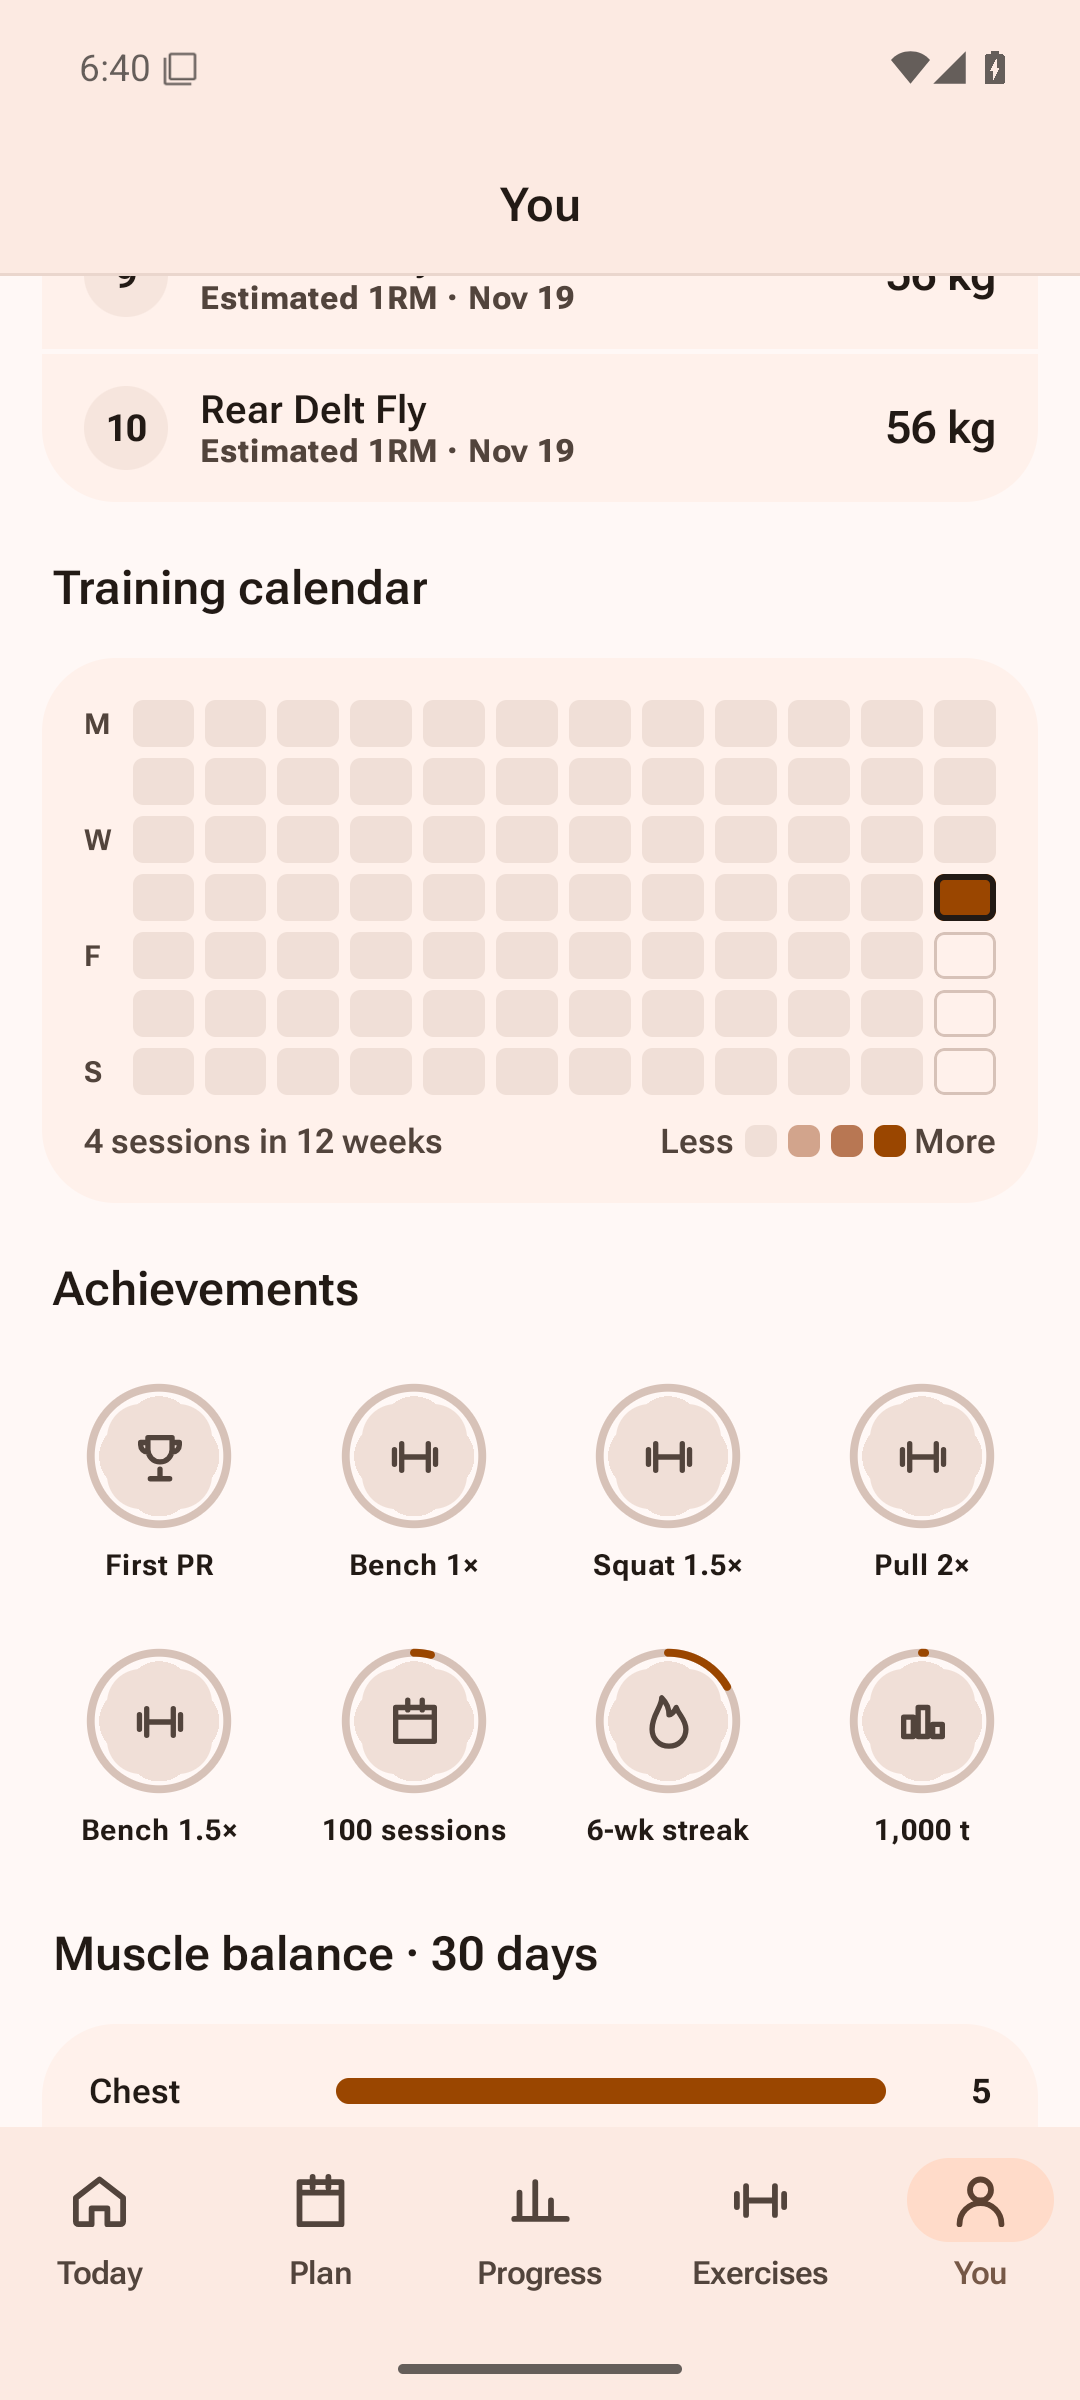 6:40
You
9
Estimated 1RM · Nov 19
56 kg
10
Rear Delt Fly
Estimated 1RM · Nov 19
56 kg
Training calendar
M
W
F
S
4 sessions in 12 weeks
Less
More
Achievements
First PR
Bench 1×
Squat 1.5×
Pull 2×
Bench 1.5×
100 sessions
6-wk streak
1,000 t
Muscle balance · 30 days
Chest
5
Today
Plan
Progress
Exercises
You